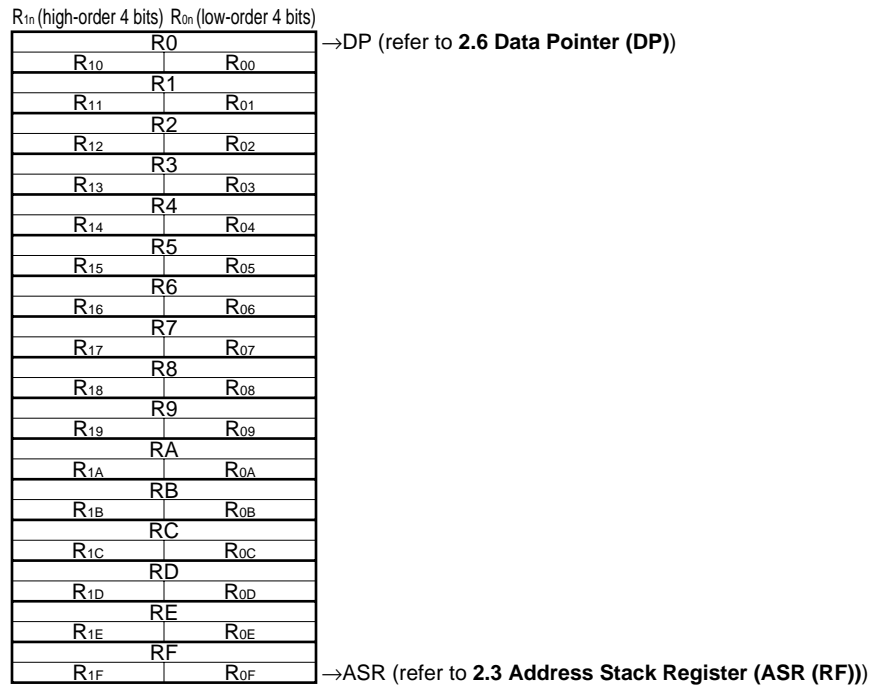 R1n (high-order 4 bits) R0n (low-order 4 bits)
R0 →DP (refer to 2.6 Data Pointer (DP))
R10 R00
R1
R11 R01
R2
R12 R02
R3
R13 R03
R4
R14 R04
R5
R15 R05
R6
R16 R06
R7
R17 R07
R8
R18 R08
R9
R19 R09
RA
R1A R0A
RB
R1B R0B
RC
R1C R0C
RD
R1D R0D
RE
R1E R0E
RF
R1F R0F →ASR (refer to 2.3 Address Stack Register (ASR (RF)))